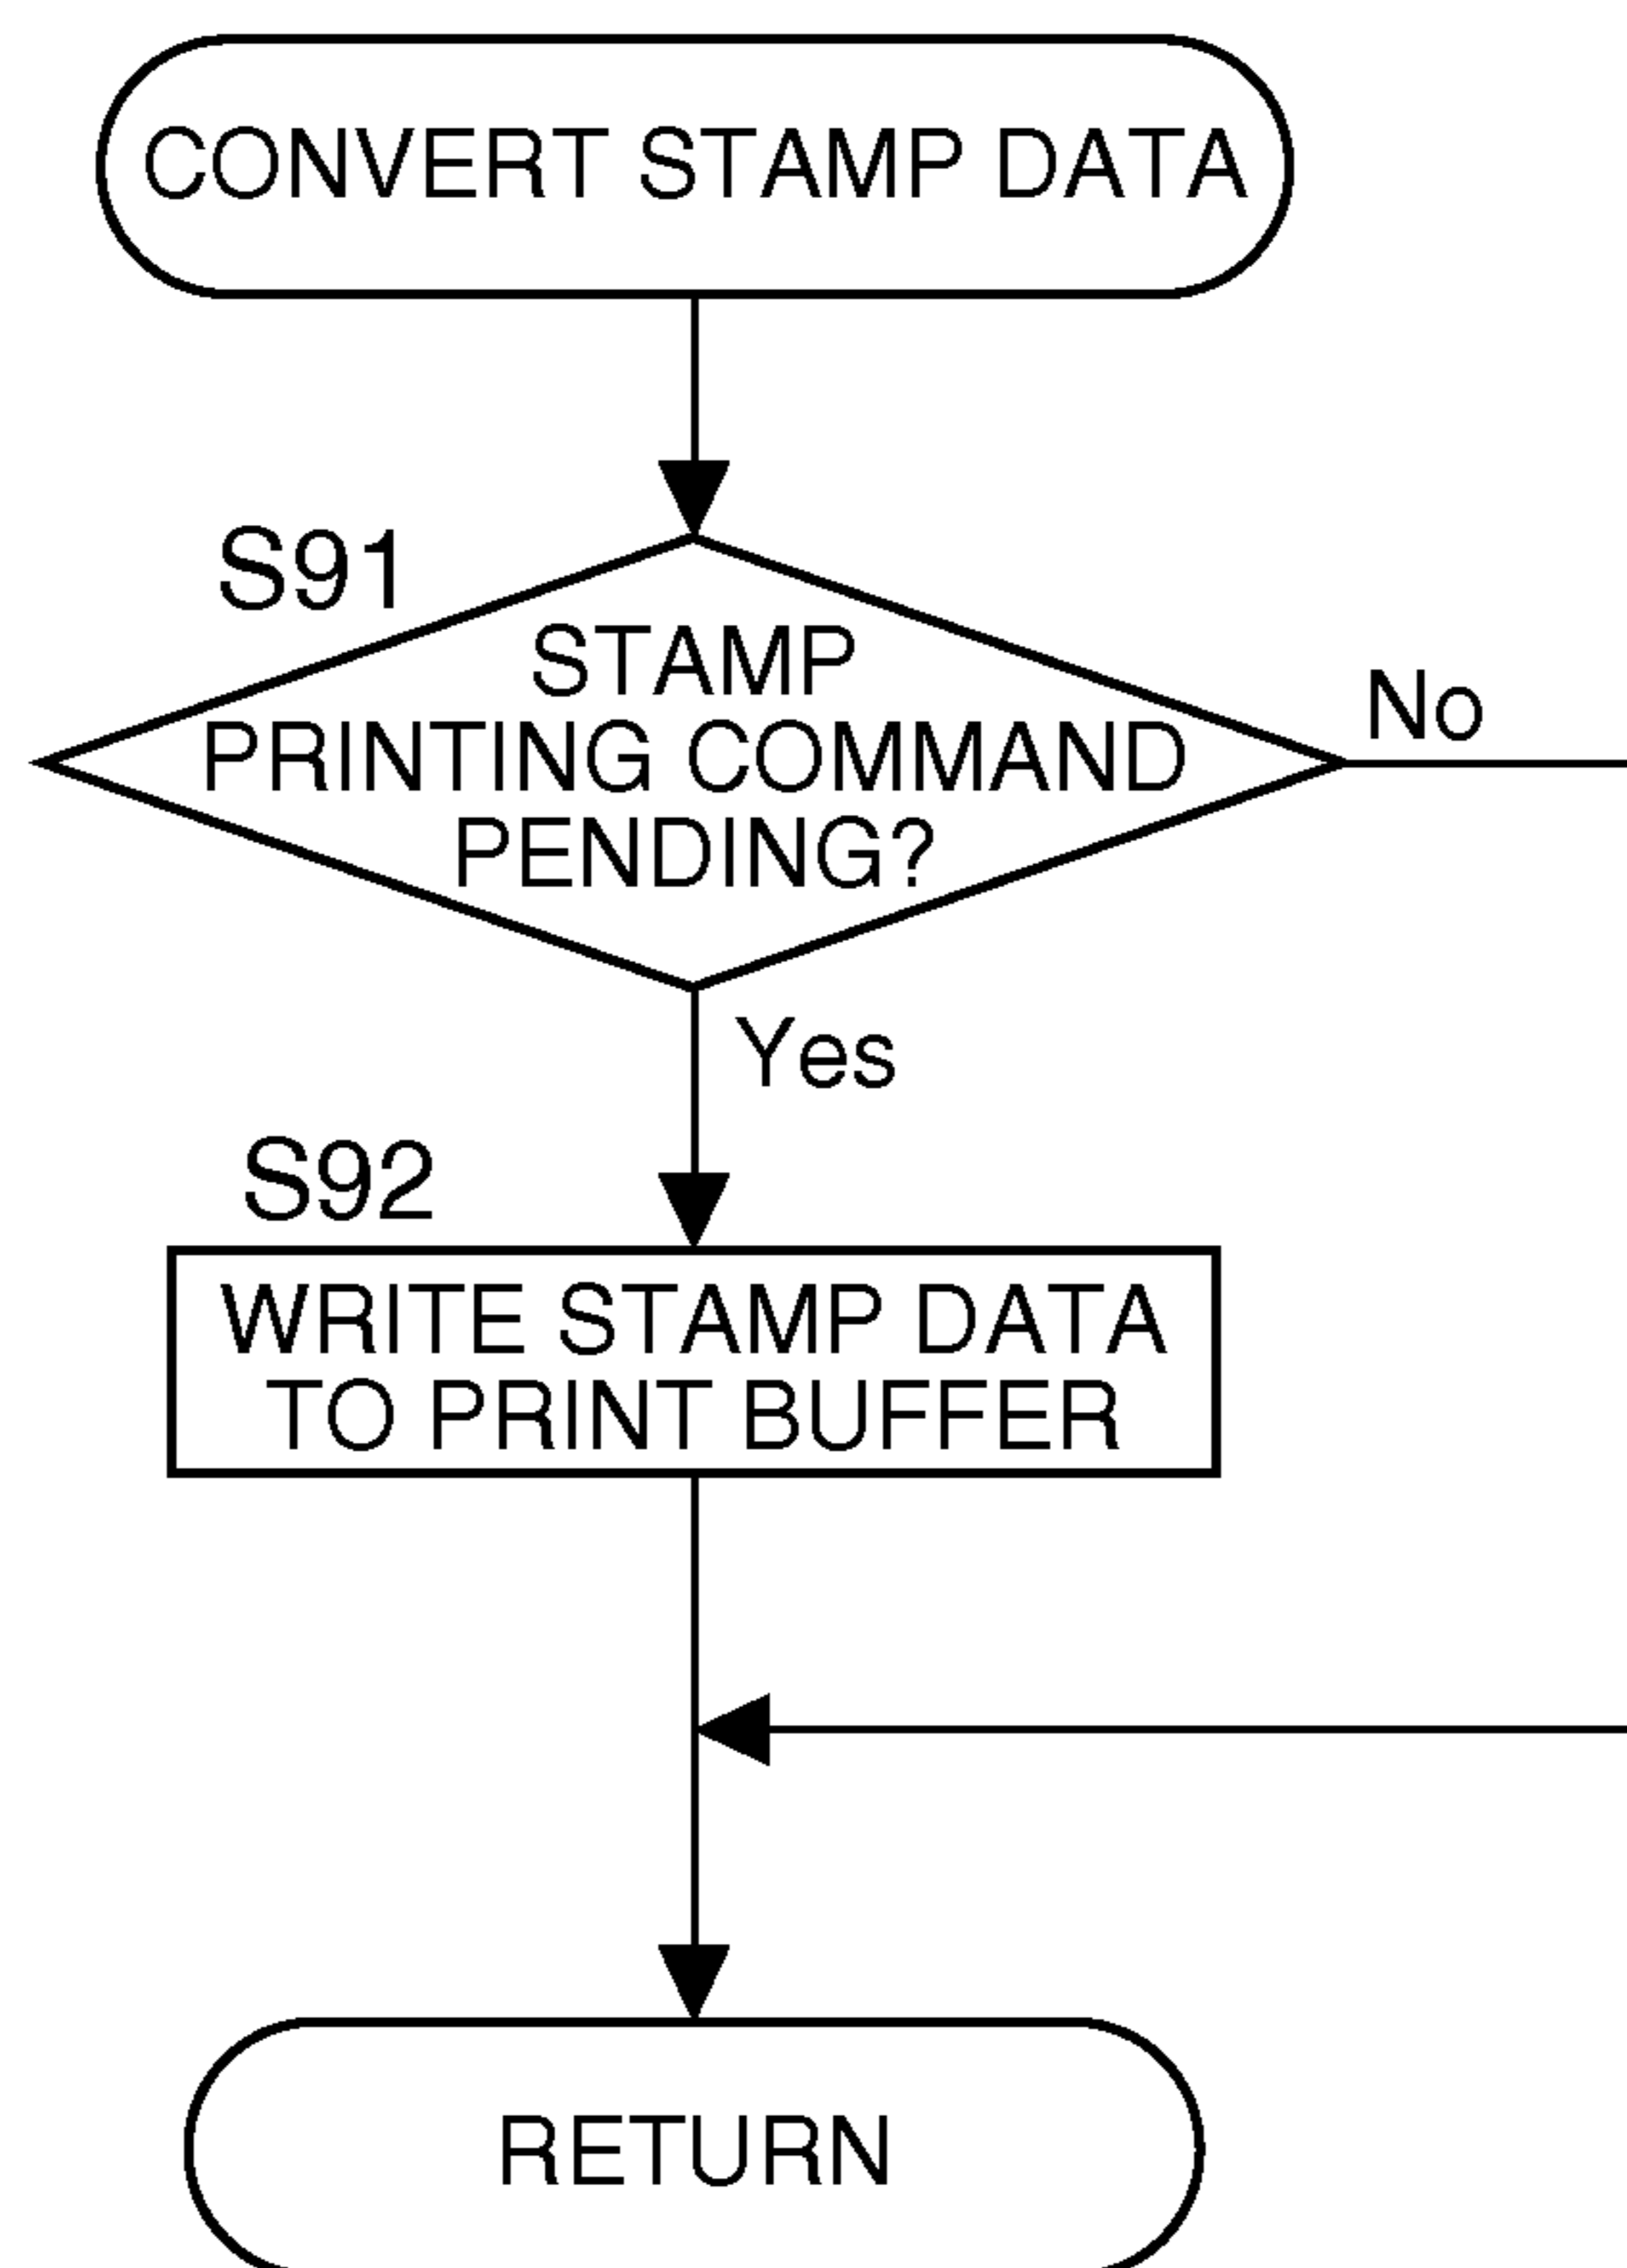 CONVERT STAMP DATA
S91
STAMP
PRINTING COMMAND
PENDING?
No
Yes
S92
WRITE STAMP DATA
TO PRINT BUFFER
RETURN